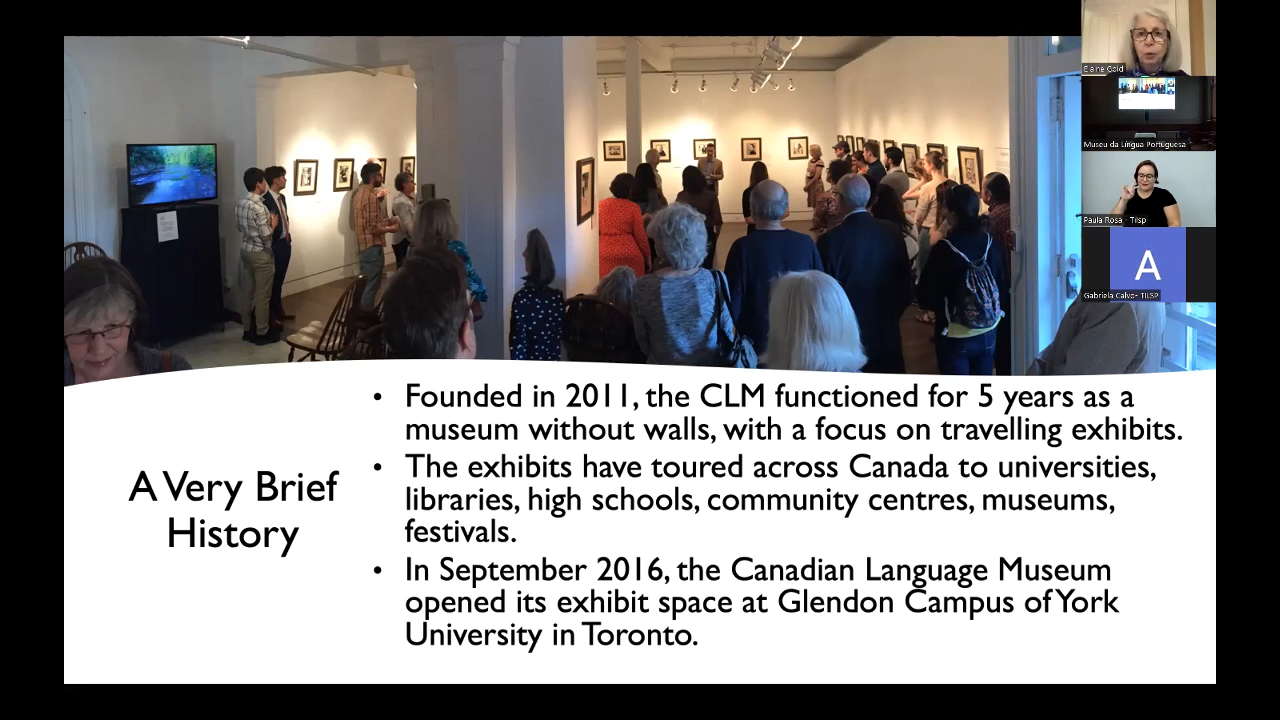 Elaine Gold
Museu da Língua Portuguesa
Paula Rosa - Tilsp
A
Gabriela Calvo- TILSP
A Very Brief
History
• Founded in 2011, the CLM functioned for 5 years as a
museum without walls, with a focus on travelling exhibits.
• The exhibits have toured across Canada to universities,
libraries, high schools, community centres, museums,
festivals.
• In September 2016, the Canadian Language Museum
opened its exhibit space at Glendon Campus of York
University in Toronto.